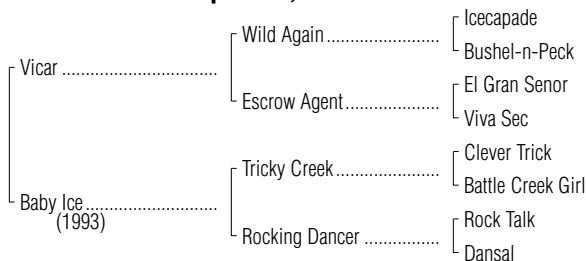 Icecapade
Wild Again
Bushel-n-Peck
Vicar
El Gran Senor
Escrow Agent
Viva Sec
Clever Trick
Tricky Creek
Battle Creek Girl
Baby Ice
(1993)
Rock Talk
Rocking Dancer
Dansal